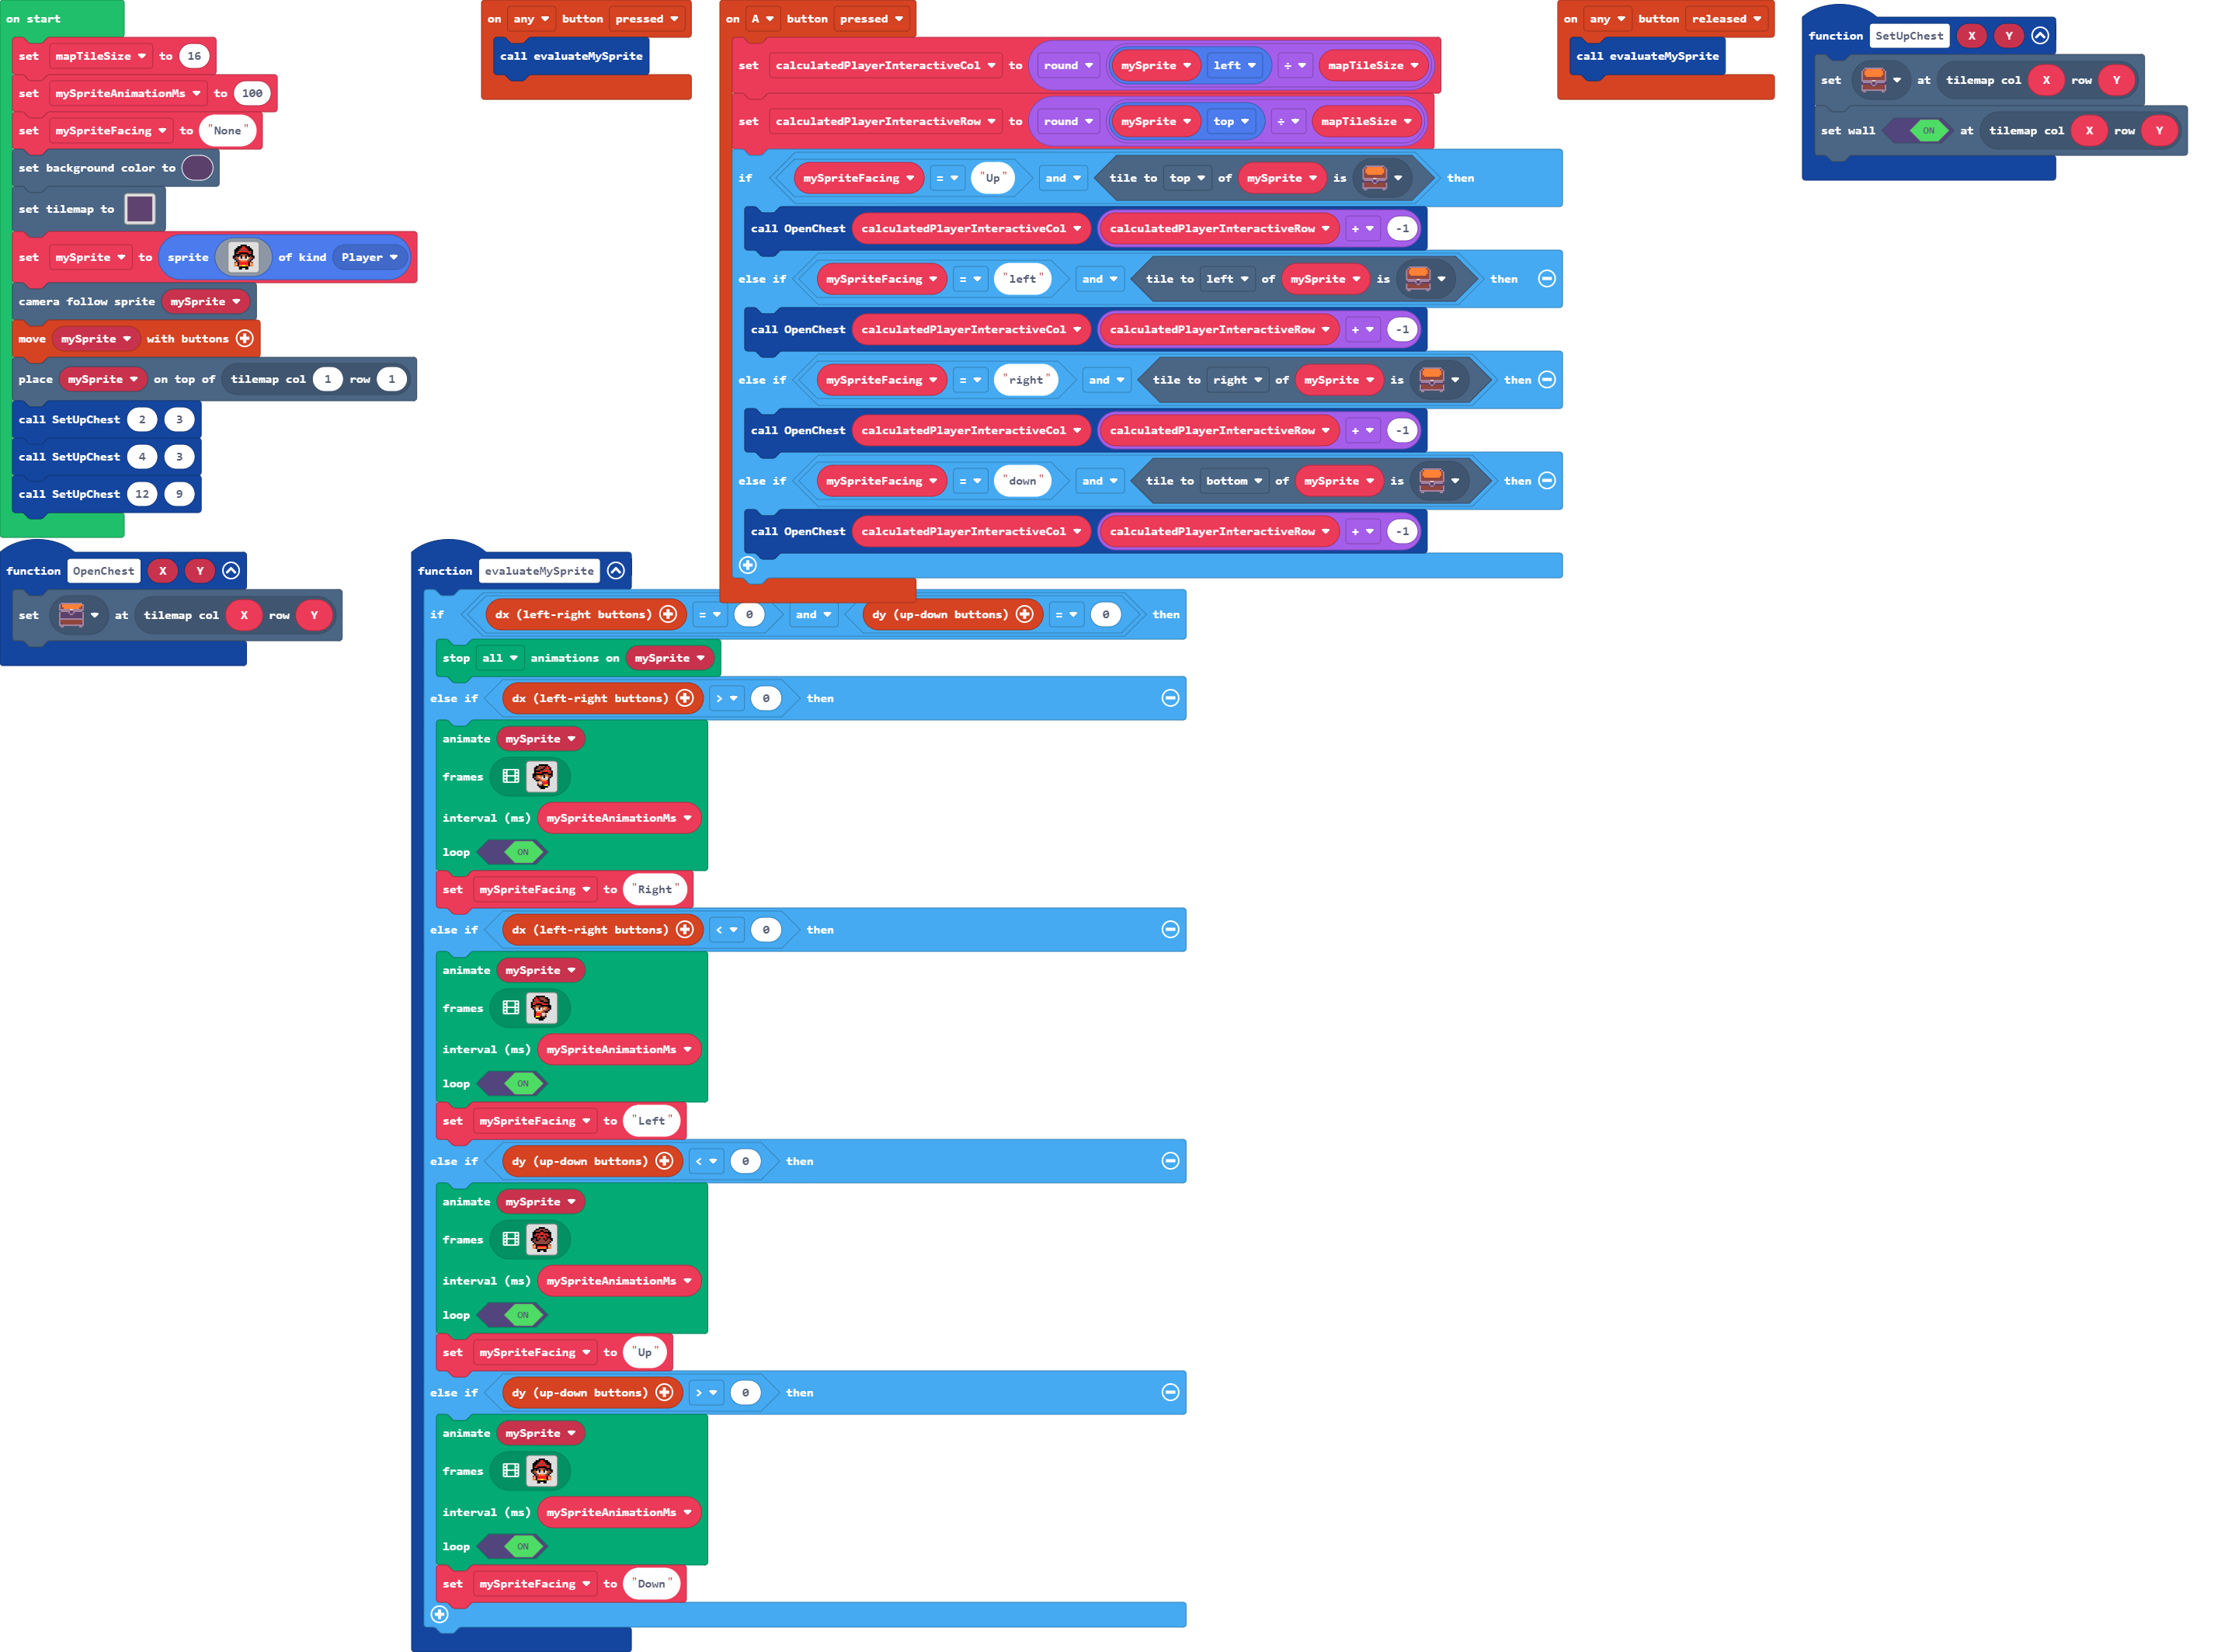 on start
set mapTileSize to 16
set mySpriteAnimationMs to 100
set mySpriteFacing to "None"
set background color to
set tilemap to
set mySprite to sprite of kind Player
camera follow sprite mySprite
move mySprite with buttons
place mySprite on top of tilemap col 1 row 1
call SetUpChest 2 3
call SetUpChest 4 3
call SetUpChest 12 9
on any button pressed
call evaluateMySprite
on A button pressed
set calculatedPlayerInteractiveCol to round mySprite left ÷ mapTileSize
set calculatedPlayerInteractiveRow to round mySprite top ÷ mapTileSize
if mySpriteFacing = "Up" and tile to top of mySprite is then
call OpenChest calculatedPlayerInteractiveCol calculatedPlayerInteractiveRow + -1
else if mySpriteFacing = "left" and tile to left of mySprite is then
call OpenChest calculatedPlayerInteractiveCol calculatedPlayerInteractiveRow + -1
else if mySpriteFacing = "right" and tile to right of mySprite is then
call OpenChest calculatedPlayerInteractiveCol calculatedPlayerInteractiveRow + -1
else if mySpriteFacing = "down" and tile to bottom of mySprite is then
call OpenChest calculatedPlayerInteractiveCol calculatedPlayerInteractiveRow + -1
on any button released
call evaluateMySprite
function SetUpChest X Y
set at tilemap col X row Y
set wall ON at tilemap col X row Y
function OpenChest X Y
set at tilemap col X row Y
function evaluateMySprite
if dx (left-right buttons) = 0 and dy (up-down buttons) = 0 then
stop all animations on mySprite
else if dx (left-right buttons) > 0 then
animate mySprite
frames
interval (ms) mySpriteAnimationMs
loop ON
set mySpriteFacing to "Right"
else if dx (left-right buttons) < 0 then
animate mySprite
frames
interval (ms) mySpriteAnimationMs
loop ON
set mySpriteFacing to "Left"
else if dy (up-down buttons) < 0 then
animate mySprite
frames
interval (ms) mySpriteAnimationMs
loop ON
set mySpriteFacing to "Up"
else if dy (up-down buttons) > 0 then
animate mySprite
frames
interval (ms) mySpriteAnimationMs
loop ON
set mySpriteFacing to "Down"